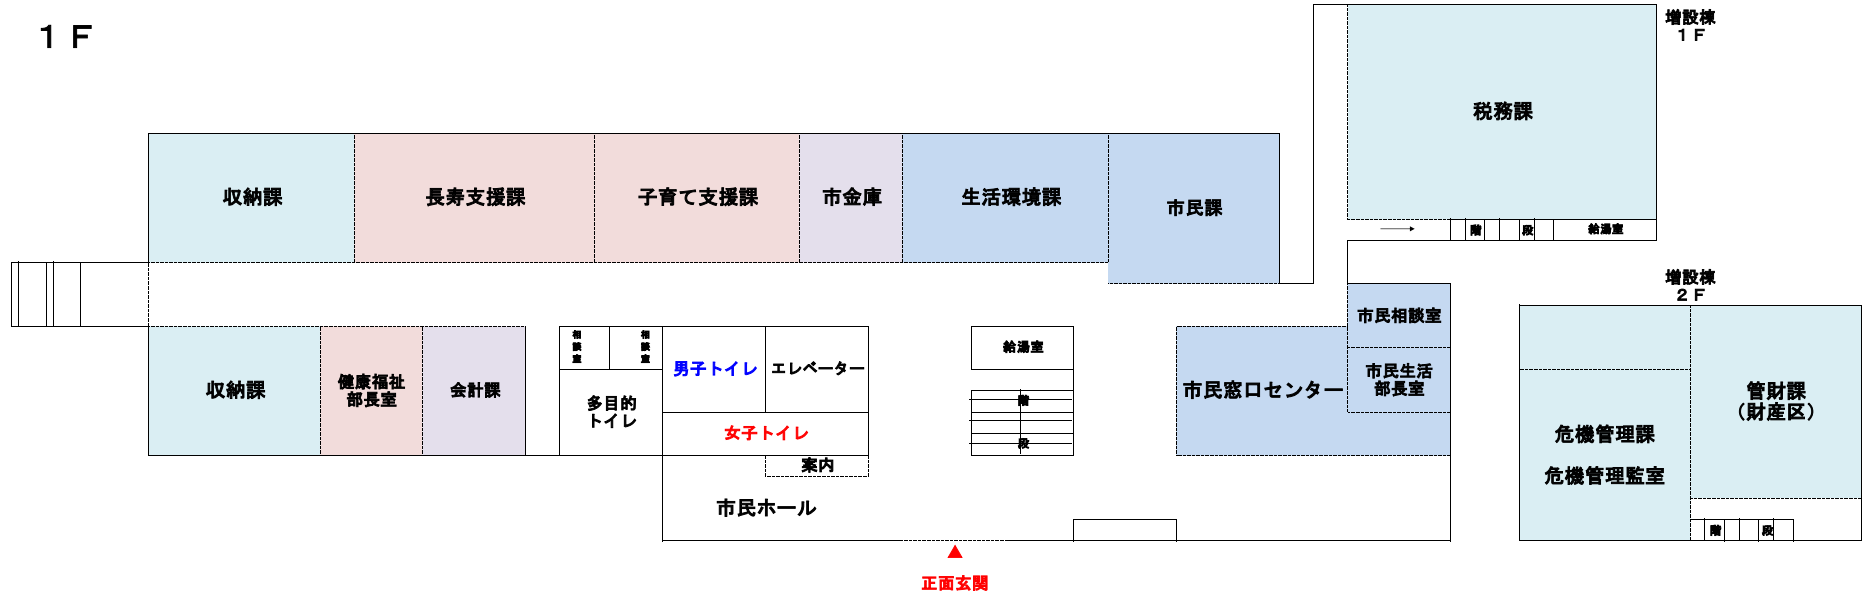 １Ｆ
増設棟
１Ｆ
税務課
収納課
長寿支援課
子育て支援課
市金庫
生活環境課
市民課
階
段
給湯室
増設棟
２Ｆ
市民相談室
相談室
相談室
男子トイレ
エレベーター
給湯室
市民生活
部長室
収納課
健康福祉
部長室
会計課
多目的
トイレ
階
段
市民窓口センター
管財課
（財産区）
女子トイレ
危機管理課
危機管理監室
案内
市民ホール
階
段
正面玄関